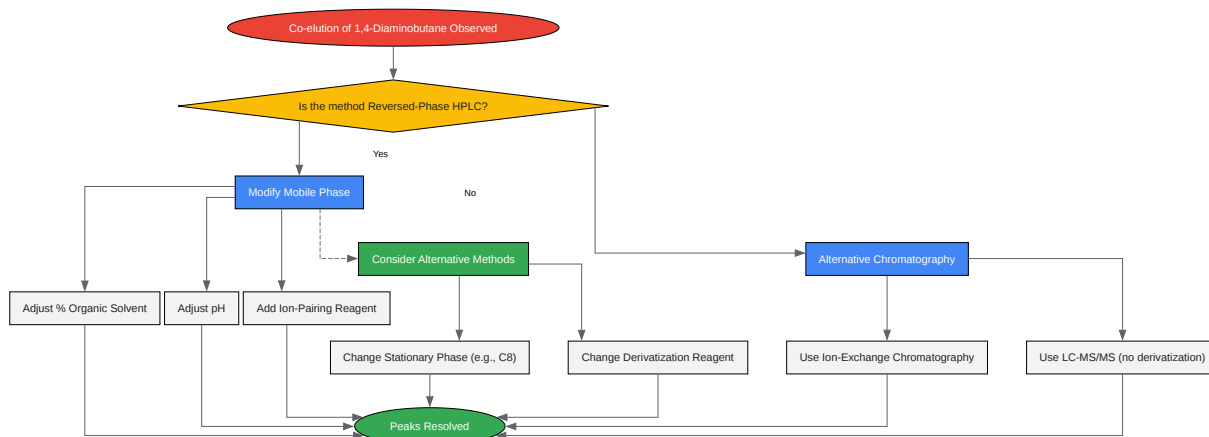 Co-elution of 1,4-Diaminobutane Observed
Is the method Reversed-Phase HPLC?
Yes
Modify Mobile Phase
No
Consider Alternative Methods
Alternative Chromatography
Adjust % Organic Solvent
Adjust pH
Add Ion-Pairing Reagent
Change Stationary Phase (e.g., C8)
Change Derivatization Reagent
Use Ion-Exchange Chromatography
Use LC-MS/MS (no derivatization)
Peaks Resolved